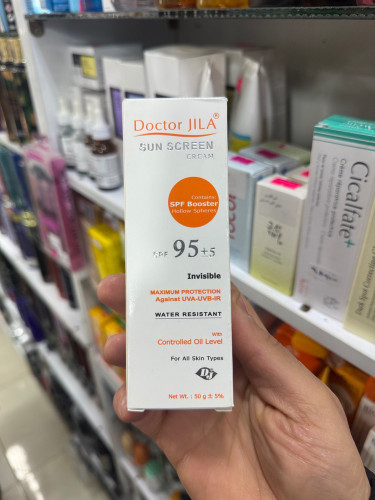 Doctor JILA®
SUN SCREEN
CREAM
Contains:
SPF Booster
Hollow Spheres
SPF 95±5
Invisible
MAXIMUM PROTECTION
Against UVA-UVB-IR
WATER RESISTANT
With
Controlled Oil Level
For All Skin Types
DJ
Net Wt. : 50 g ± 5%
Cicalfate+